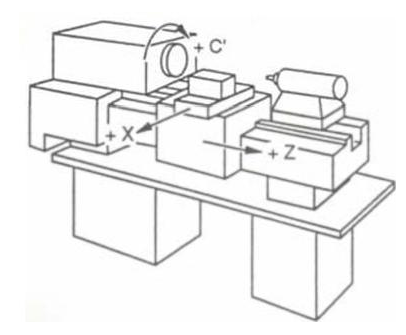 + C'
+ X
+ Z